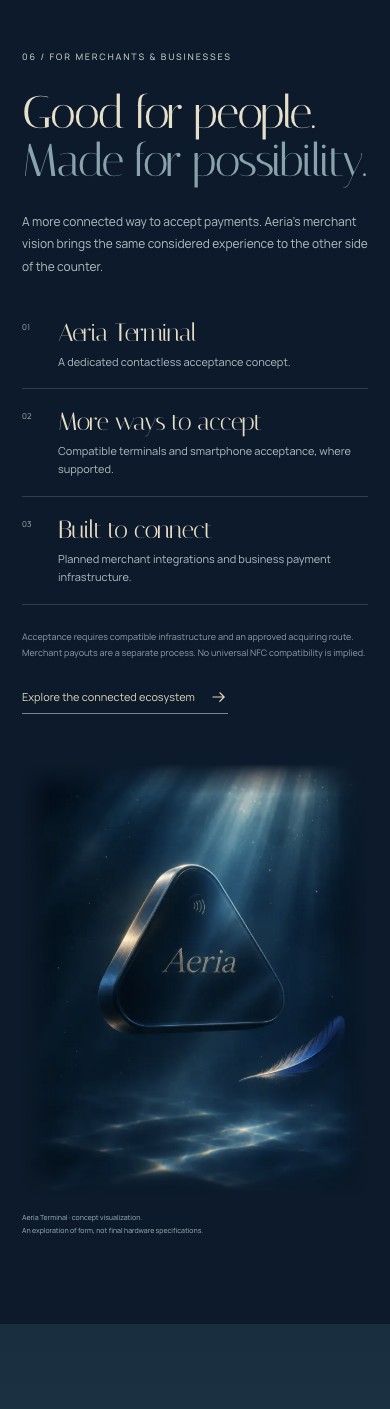 06 / FOR MERCHANTS & BUSINESSES
Good for people.
Made for possibility.
A more connected way to accept payments. Aeria's merchant
vision brings the same considered experience to the other side
of the counter.
01
Aeria Terminal
A dedicated contactless acceptance concept.
02
More ways to accept
Compatible terminals and smartphone acceptance, where
supported.
03
Built to connect
Planned merchant integrations and business payment
infrastructure.
Acceptance requires compatible infrastructure and an approved acquiring route.
Merchant payouts are a separate process. No universal NFC compatibility is implied.
Explore the connected ecosystem →
Aeria
Aeria Terminal · concept visualization.
An exploration of form, not final hardware specifications.